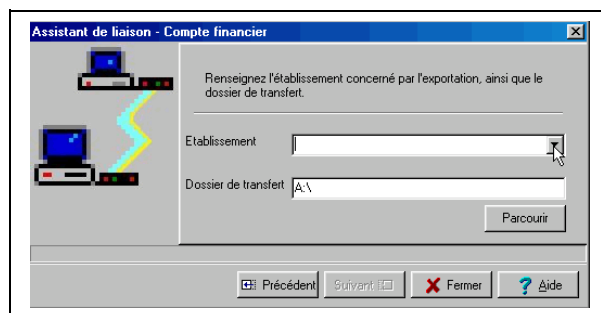 Assistant de liaison - Compte financier
Renseignez l'établissement concerné par l'exportation, ainsi que le
dossier de transfert.
Etablissement
Dossier de transfert A:\
Parcourir
Précédent Suivant Fermer ? Aide